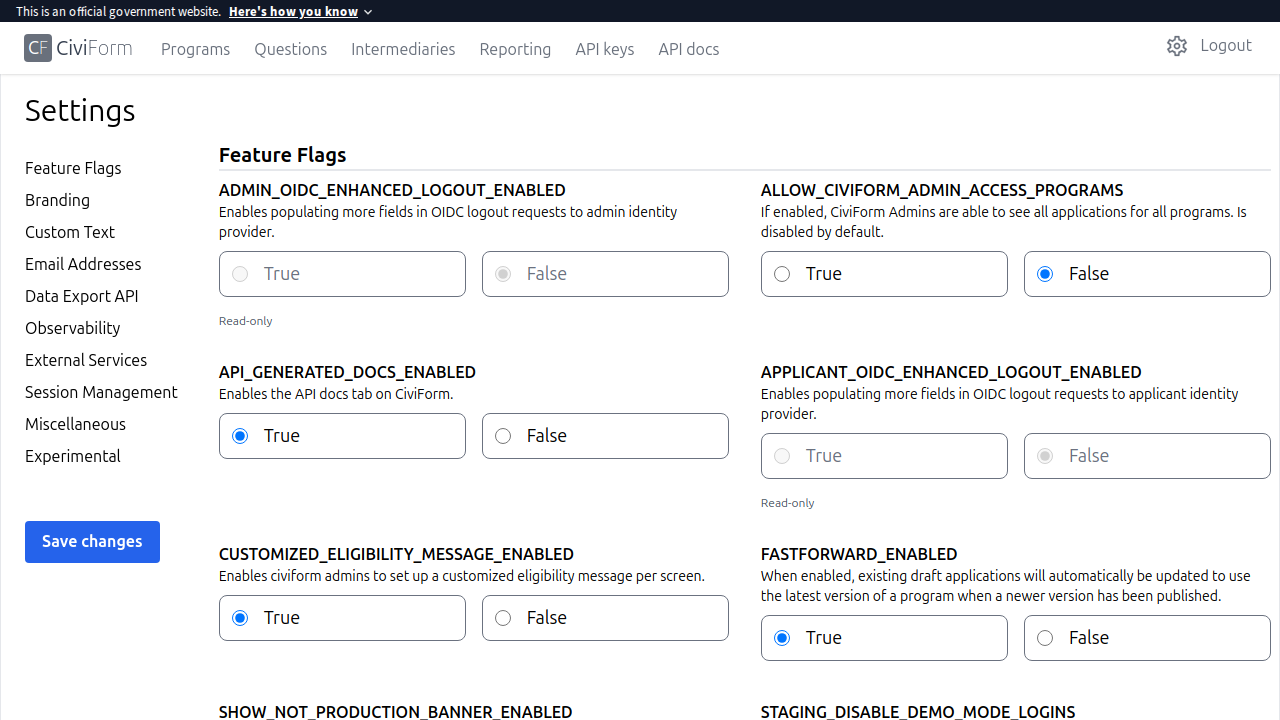 This is an official government website. Here's how you know
CF CiviForm Programs Questions Intermediaries Reporting API keys API docs Logout
Settings
Feature Flags
Branding
Custom Text
Email Addresses
Data Export API
Observability
External Services
Session Management
Miscellaneous
Experimental
Save changes
Feature Flags
ADMIN_OIDC_ENHANCED_LOGOUT_ENABLED
Enables populating more fields in OIDC logout requests to admin identity
provider.
True False
Read-only
ALLOW_CIVIFORM_ADMIN_ACCESS_PROGRAMS
If enabled, CiviForm Admins are able to see all applications for all programs. Is
disabled by default.
True False
API_GENERATED_DOCS_ENABLED
Enables the API docs tab on CiviForm.
True False
APPLICANT_OIDC_ENHANCED_LOGOUT_ENABLED
Enables populating more fields in OIDC logout requests to applicant identity
provider.
True False
Read-only
CUSTOMIZED_ELIGIBILITY_MESSAGE_ENABLED
Enables civiform admins to set up a customized eligibility message per screen.
True False
FASTFORWARD_ENABLED
When enabled, existing draft applications will automatically be updated to use
the latest version of a program when a newer version has been published.
True False
SHOW_NOT_PRODUCTION_BANNER_ENABLED
STAGING_DISABLE_DEMO_MODE_LOGINS